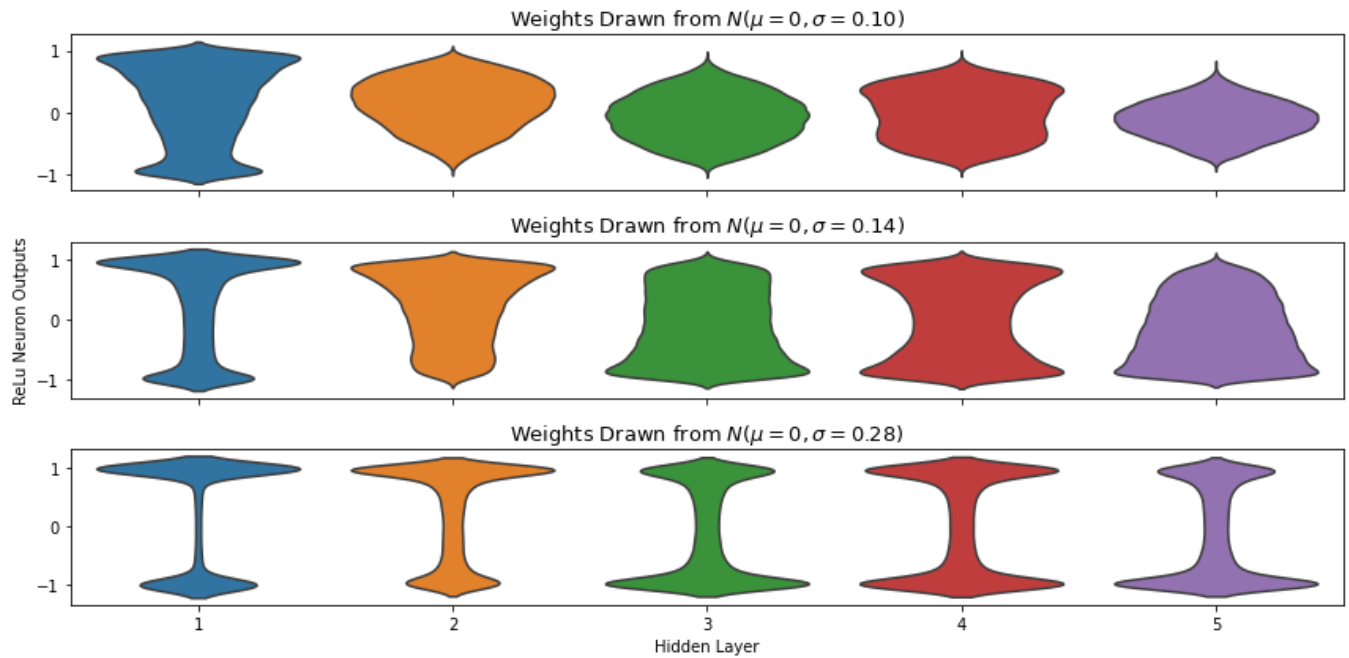 Weights Drawn from N(μ = 0, σ = 0.10)
1
0
−1
Weights Drawn from N(μ = 0, σ = 0.14)
1
0
−1
ReLu Neuron Outputs
Weights Drawn from N(μ = 0, σ = 0.28)
1
0
−1
1 2 3 4 5
Hidden Layer